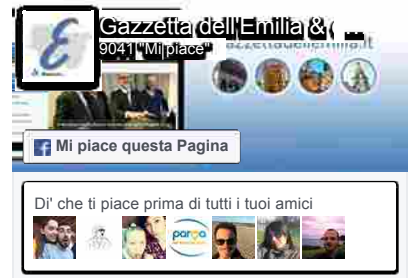 Gazzetta dell'Emilia & ...
9041 "Mi piace"
gazzettadellemilia.it
Mi piace questa Pagina
Di' che ti piace prima di tutti i tuoi amici
parma